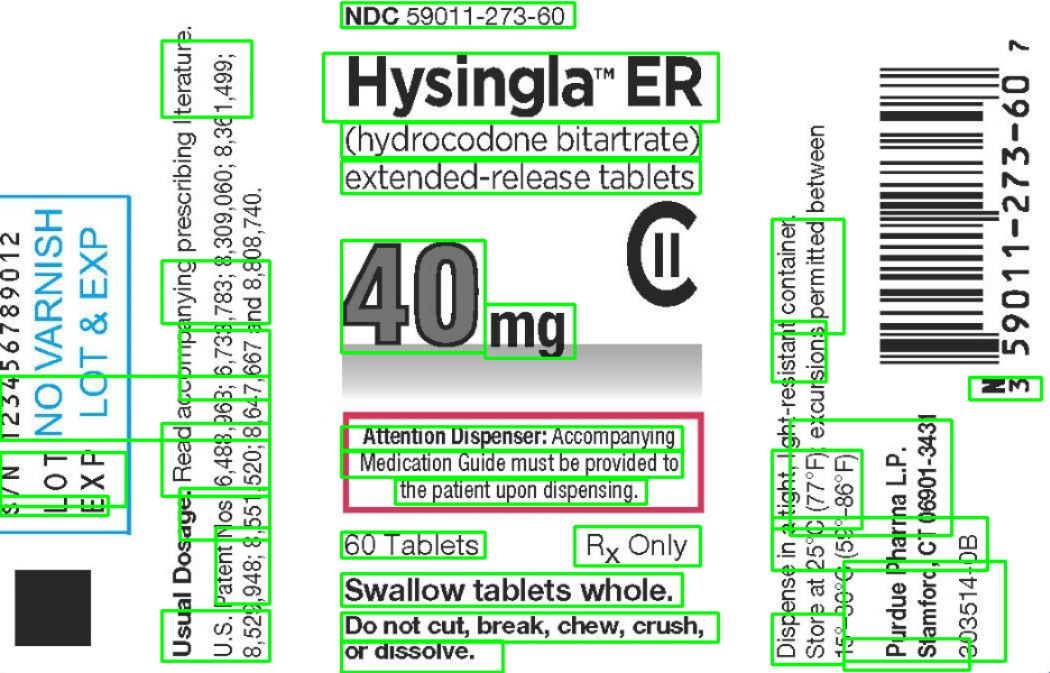 NDC 59011-273-60
Hysingla™ ER
(hydrocodone bitartrate)
extended-release tablets
CII
40 mg
Attention Dispenser: Accompanying
Medication Guide must be provided to
the patient upon dispensing.
60 Tablets
Rx Only
Swallow tablets whole.
Do not cut, break, chew, crush,
or dissolve.
S/N 123456789012
NO VARNISH
LOT & EXP
LOT
EXP
Usual Dosage: Read accompanying prescribing literature.
U.S. Patent Nos 6,488,963; 6,733,783; 8,309,060; 8,361,499;
8,529,948; 8,551,520; 8,647,667 and 8,808,740.
Dispense in a tight, light-resistant container.
Store at 25°C (77°F); excursions permitted between
15°–30°C (59°–86°F)
Purdue Pharma L.P.
Stamford, CT 06901-3431
303514-0B
N
3 59011-273-60 7